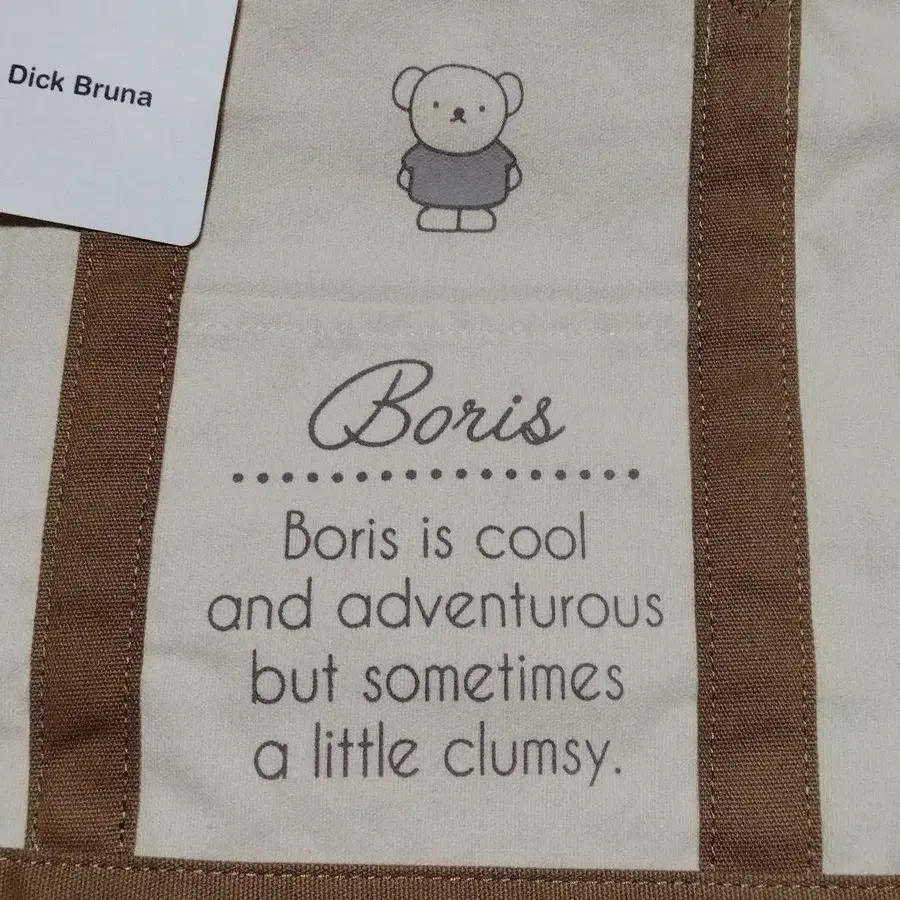 Dick Bruna
Boris
Boris is cool
and adventurous
but sometimes
a little clumsy.